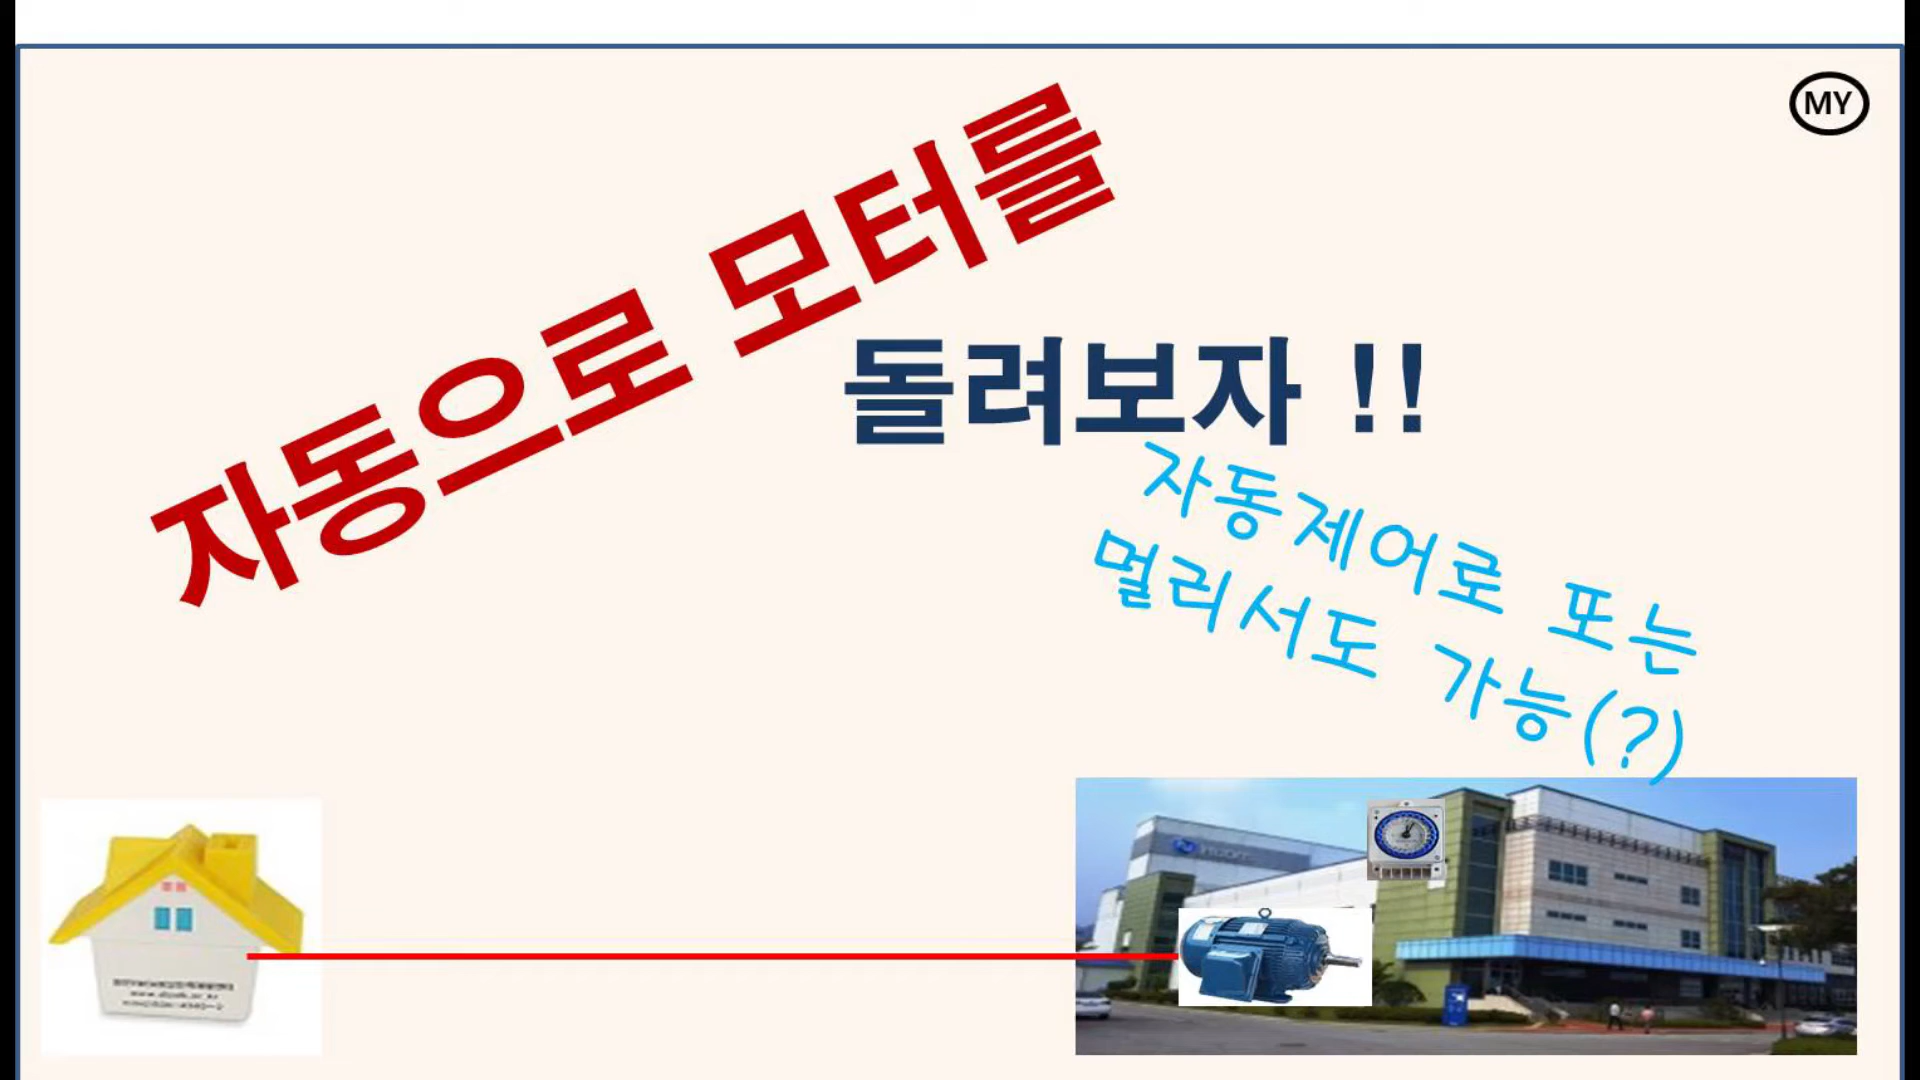 MY
자동으로 모터를
돌려보자 !!
자동제어로 또는
멀리서도 가능(?)